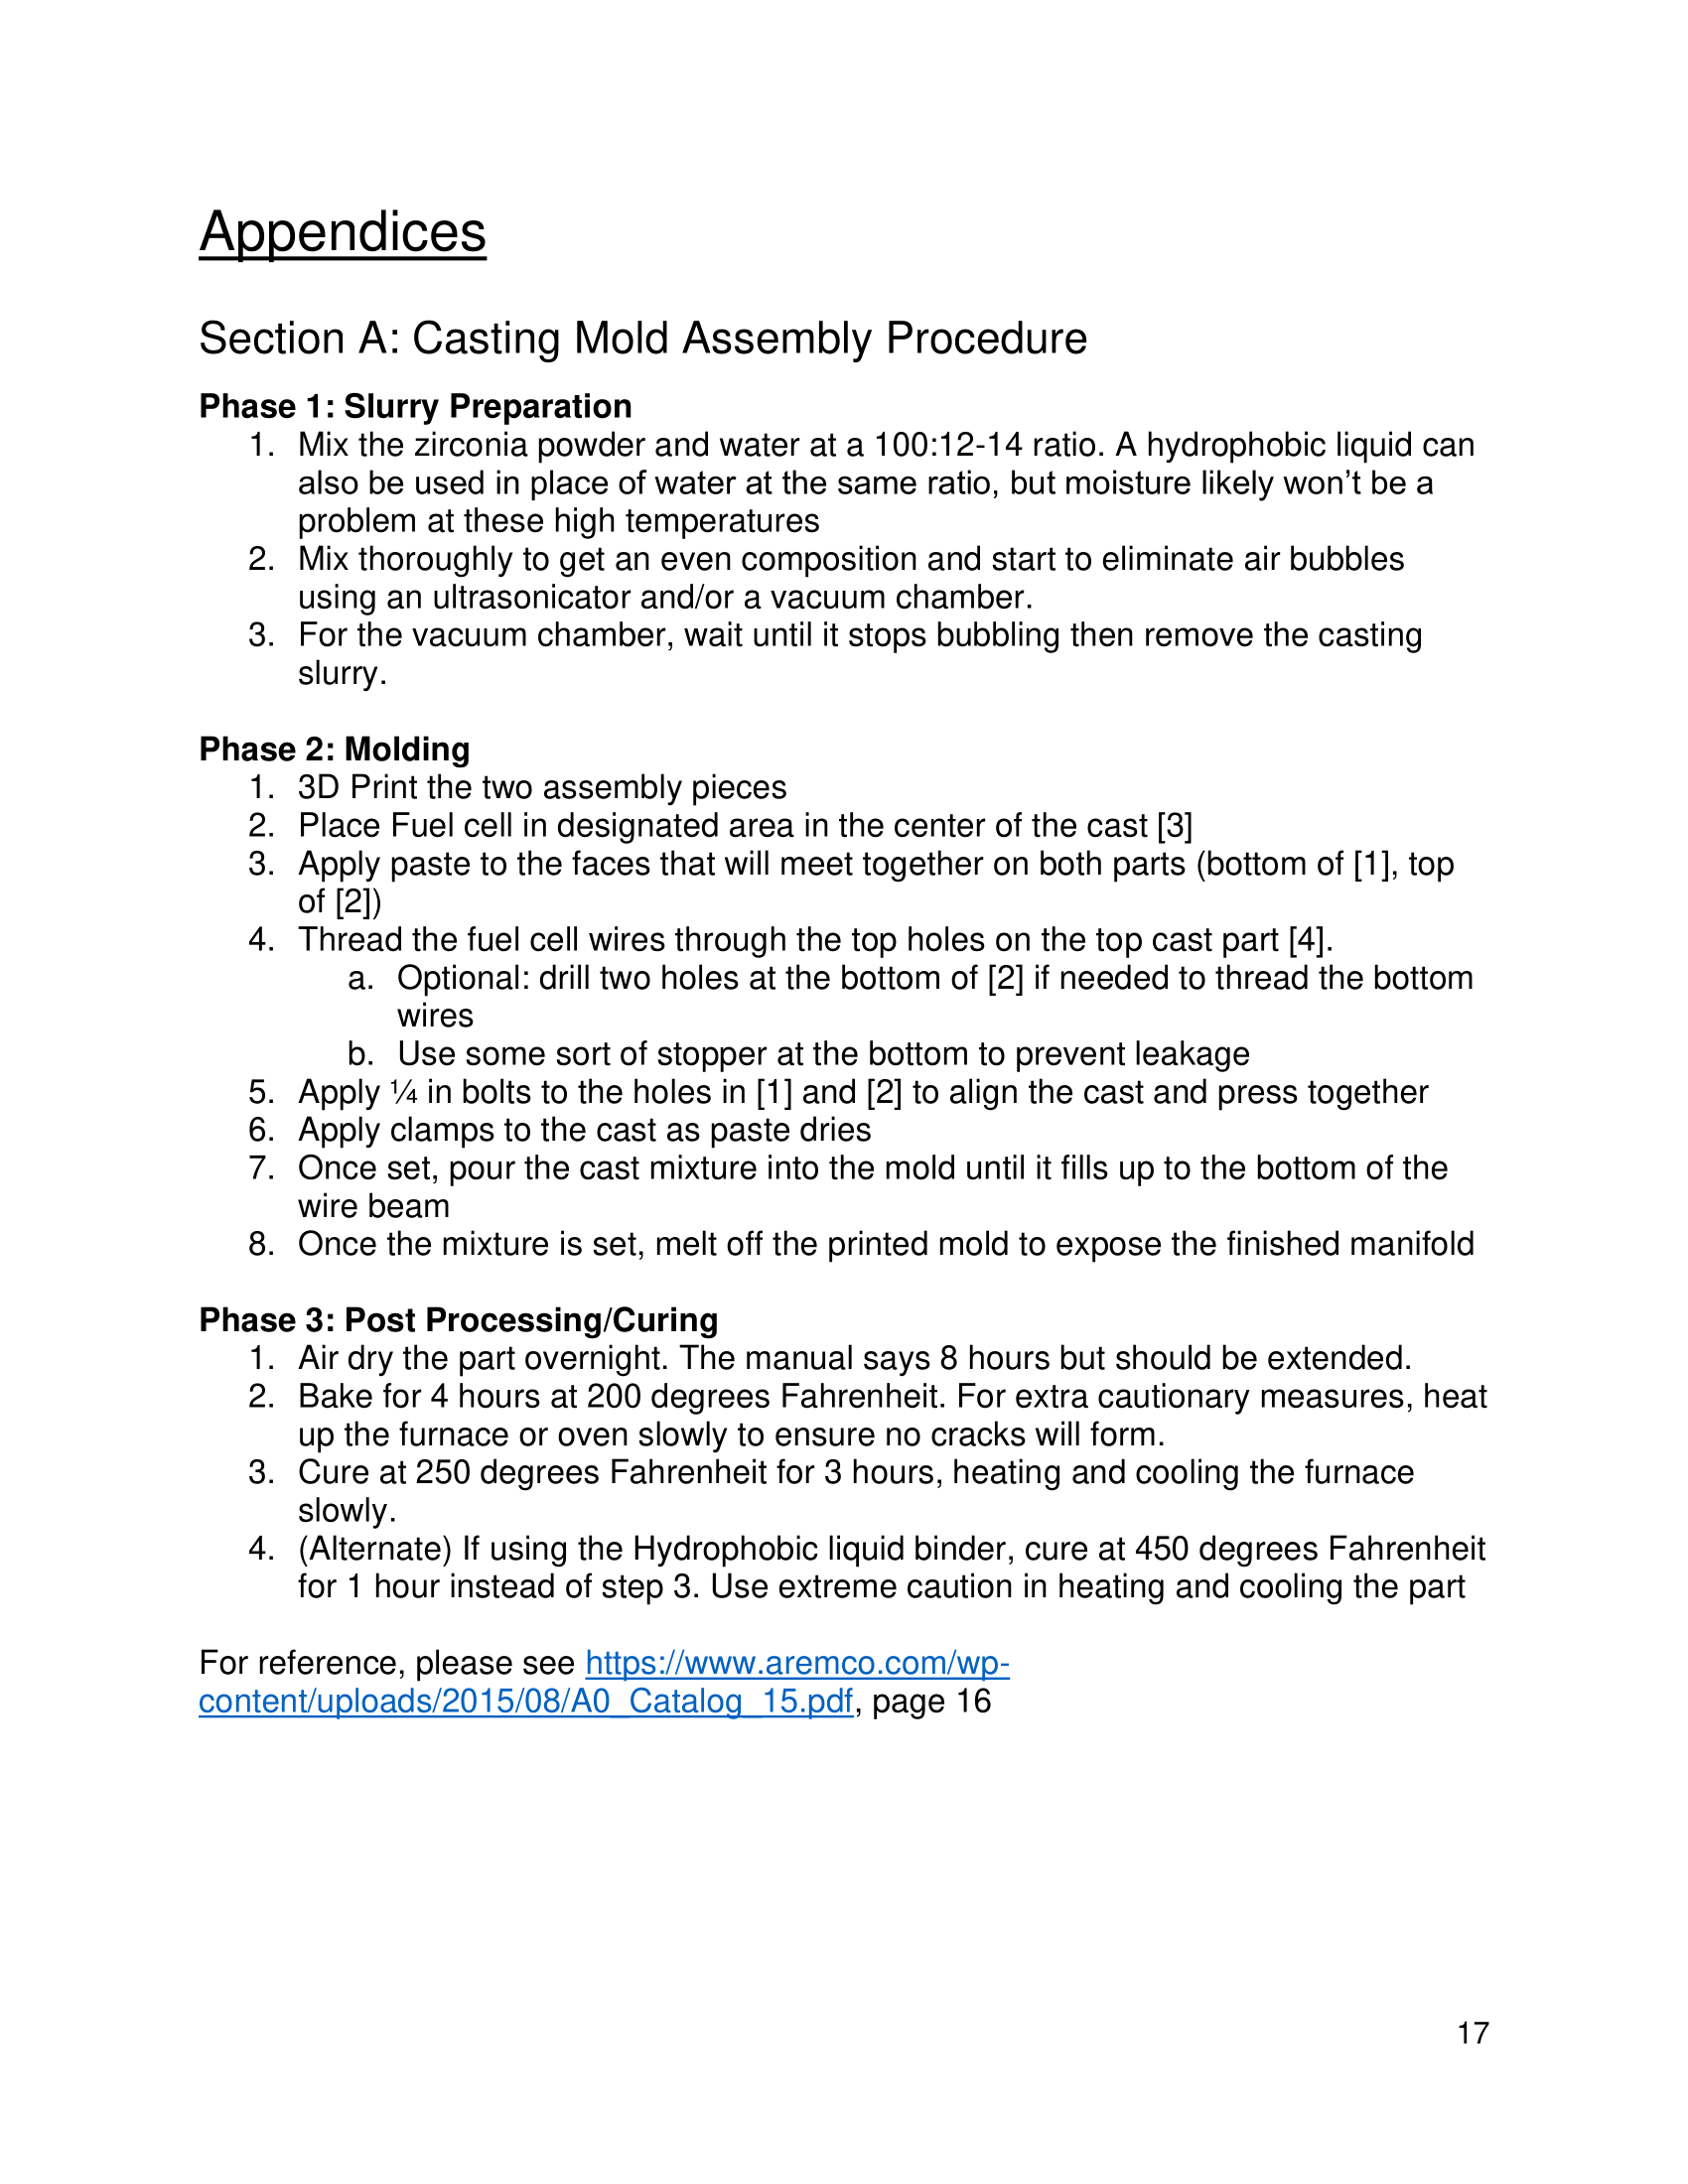 Appendices
Section A: Casting Mold Assembly Procedure
Phase 1: Slurry Preparation
1. Mix the zirconia powder and water at a 100:12-14 ratio. A hydrophobic liquid can
also be used in place of water at the same ratio, but moisture likely won’t be a
problem at these high temperatures
2. Mix thoroughly to get an even composition and start to eliminate air bubbles
using an ultrasonicator and/or a vacuum chamber.
3. For the vacuum chamber, wait until it stops bubbling then remove the casting
slurry.
Phase 2: Molding
1. 3D Print the two assembly pieces
2. Place Fuel cell in designated area in the center of the cast [3]
3. Apply paste to the faces that will meet together on both parts (bottom of [1], top
of [2])
4. Thread the fuel cell wires through the top holes on the top cast part [4].
a. Optional: drill two holes at the bottom of [2] if needed to thread the bottom
wires
b. Use some sort of stopper at the bottom to prevent leakage
5. Apply ¼ in bolts to the holes in [1] and [2] to align the cast and press together
6. Apply clamps to the cast as paste dries
7. Once set, pour the cast mixture into the mold until it fills up to the bottom of the
wire beam
8. Once the mixture is set, melt off the printed mold to expose the finished manifold
Phase 3: Post Processing/Curing
1. Air dry the part overnight. The manual says 8 hours but should be extended.
2. Bake for 4 hours at 200 degrees Fahrenheit. For extra cautionary measures, heat
up the furnace or oven slowly to ensure no cracks will form.
3. Cure at 250 degrees Fahrenheit for 3 hours, heating and cooling the furnace
slowly.
4. (Alternate) If using the Hydrophobic liquid binder, cure at 450 degrees Fahrenheit
for 1 hour instead of step 3. Use extreme caution in heating and cooling the part
For reference, please see https://www.aremco.com/wp-
content/uploads/2015/08/A0_Catalog_15.pdf, page 16
17